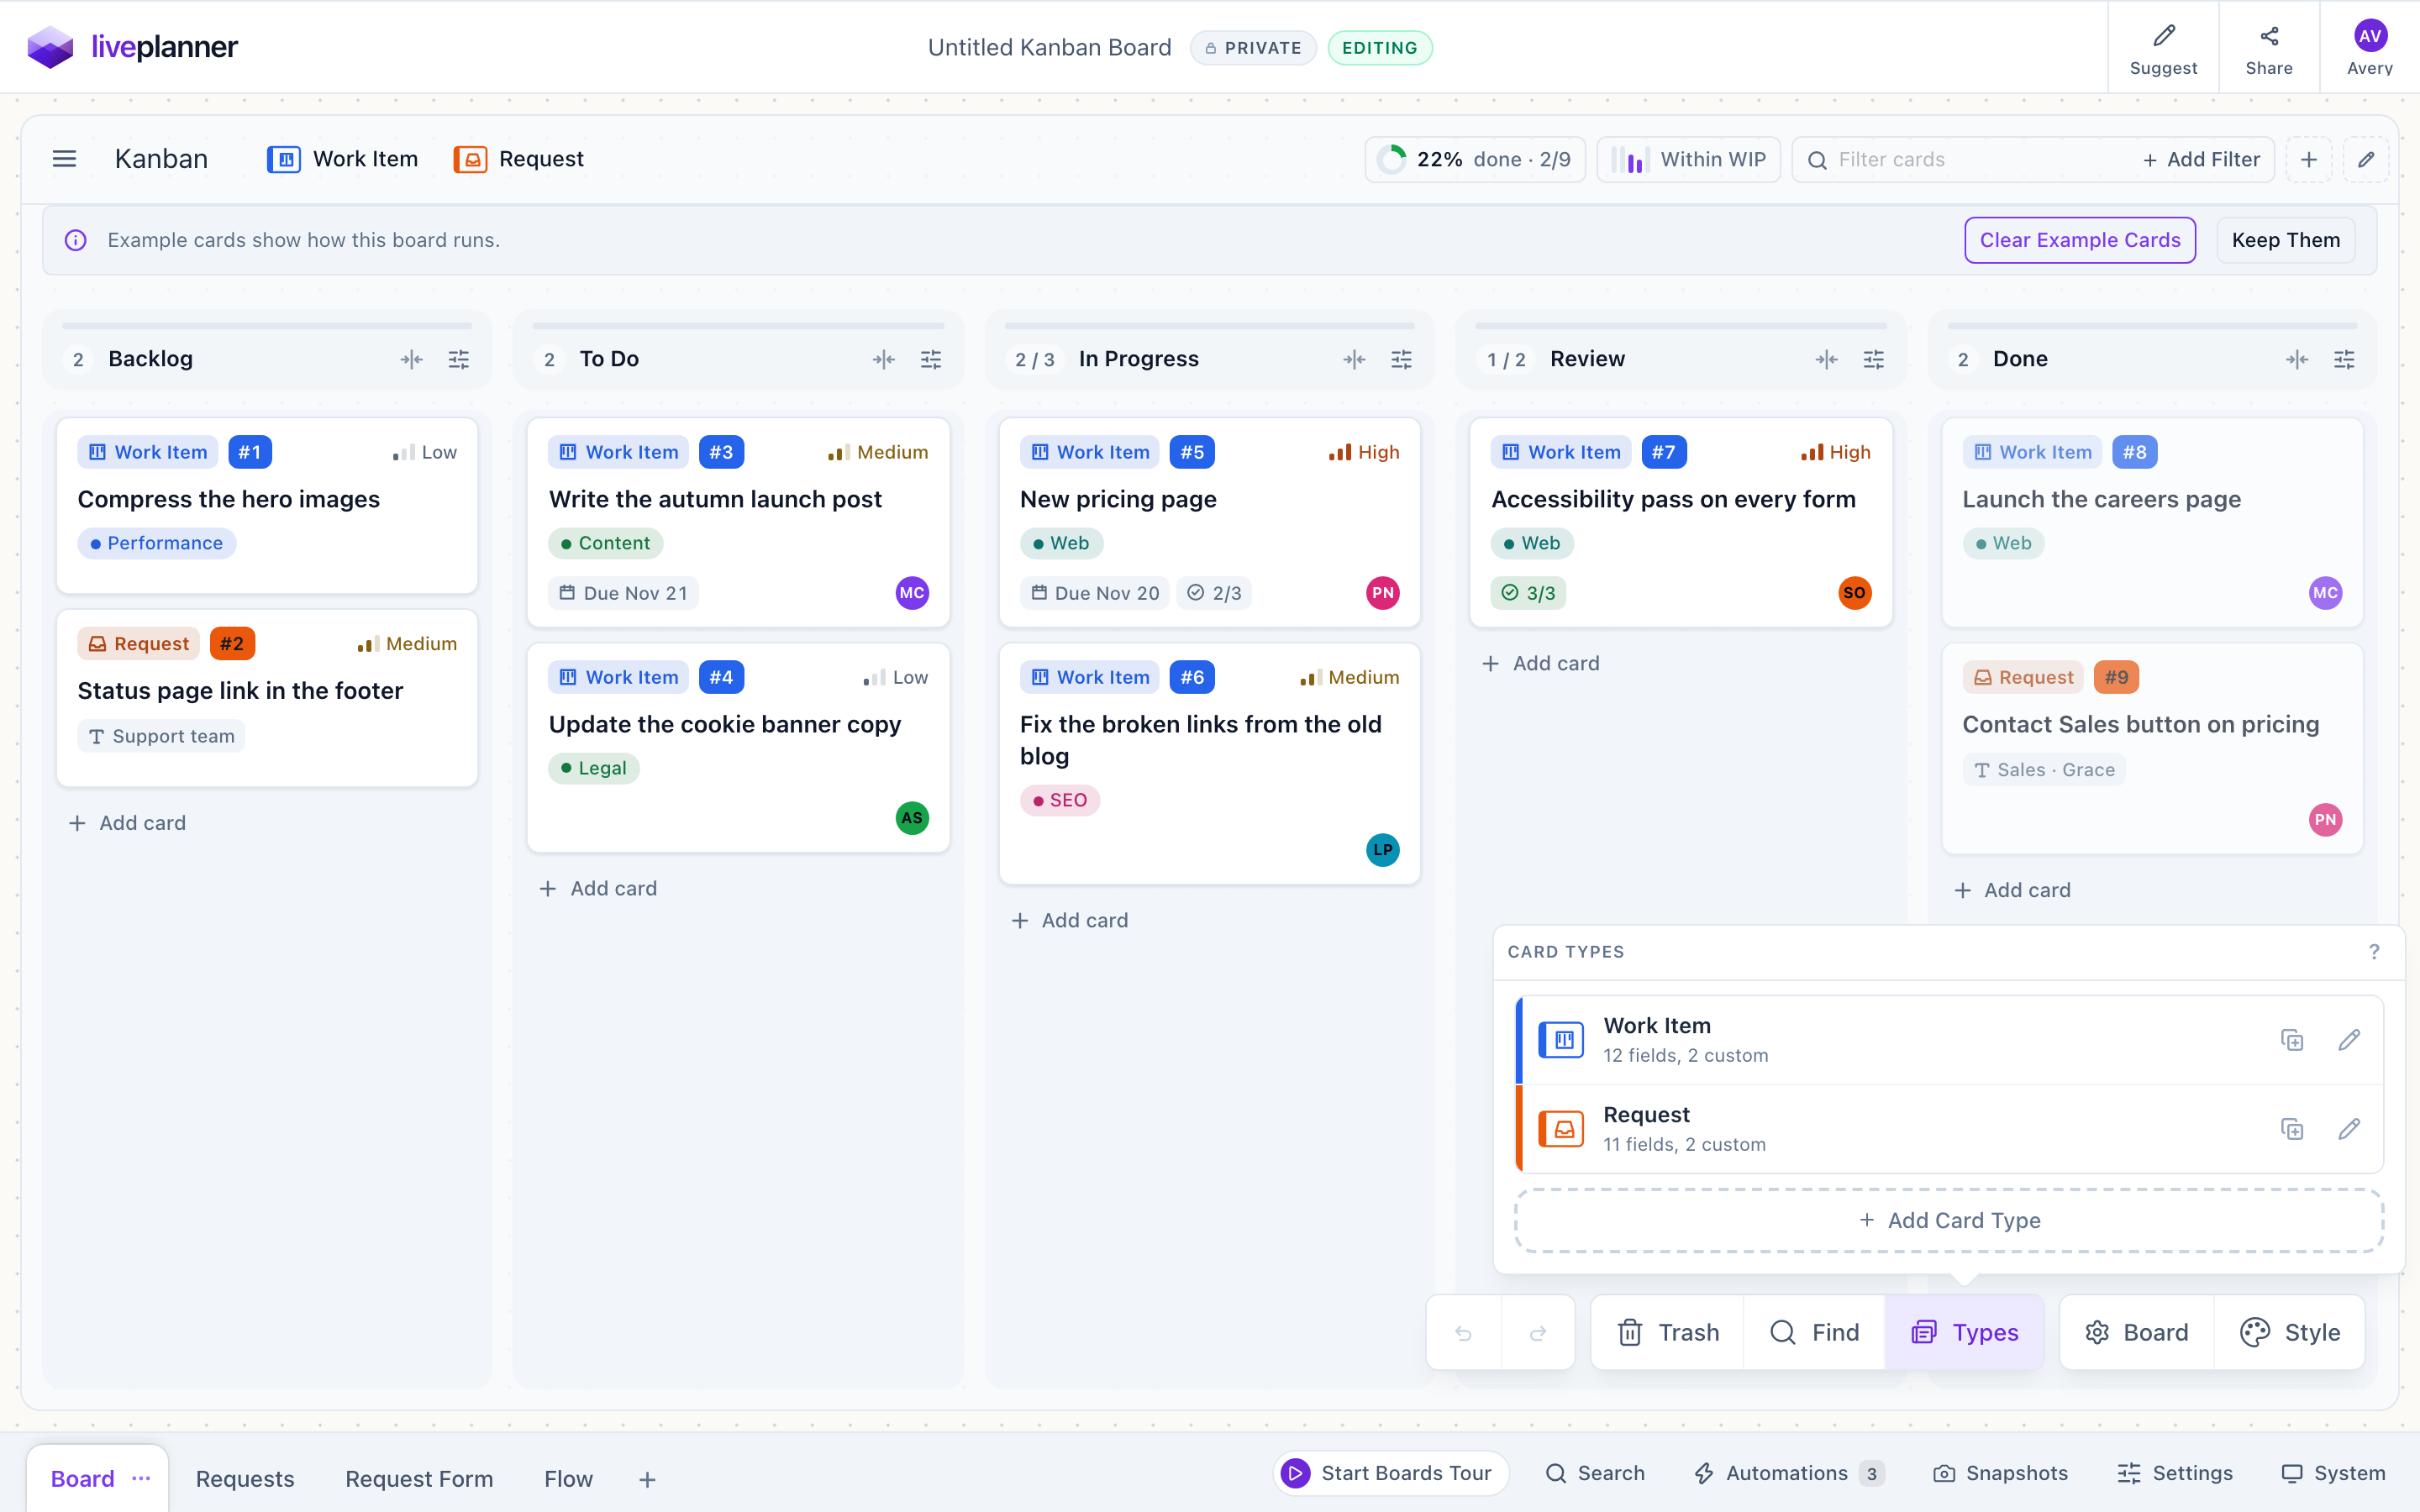 liveplanner
Untitled Kanban Board
PRIVATE
EDITING
Suggest
Share
AV
Avery
Kanban
Work Item
Request
22% done · 2/9
Within WIP
Filter cards
+ Add Filter
Example cards show how this board runs.
Clear Example Cards
Keep Them
2 Backlog
Work Item #1 Low
Compress the hero images
Performance
Request #2 Medium
Status page link in the footer
Support team
+ Add card
2 To Do
Work Item #3 Medium
Write the autumn launch post
Content
Due Nov 21 MC
Work Item #4 Low
Update the cookie banner copy
Legal
AS
+ Add card
2 / 3 In Progress
Work Item #5 High
New pricing page
Web
Due Nov 20 2/3 PN
Work Item #6 Medium
Fix the broken links from the old
blog
SEO
LP
+ Add card
1 / 2 Review
Work Item #7 High
Accessibility pass on every form
Web
3/3 SO
+ Add card
2 Done
Work Item #8
Launch the careers page
Web
MC
Request #9
Contact Sales button on pricing
Sales · Grace
PN
+ Add card
CARD TYPES ?
Work Item
12 fields, 2 custom
Request
11 fields, 2 custom
+ Add Card Type
Trash
Find
Types
Board
Style
Board ···
Requests
Request Form
Flow
+
Start Boards Tour
Search
Automations 3
Snapshots
Settings
System